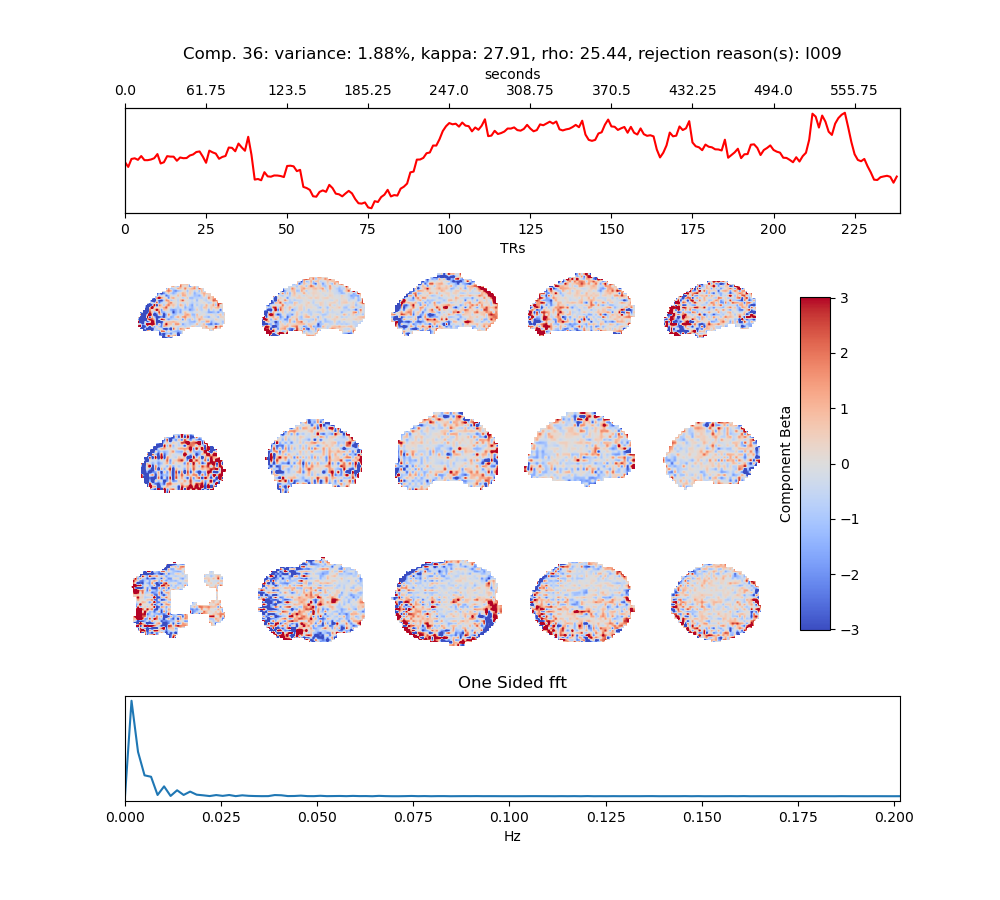 Comp. 36: variance: 1.88%, kappa: 27.91, rho: 25.44, rejection reason(s): I009
seconds
0.0 61.75 123.5 185.25 247.0 308.75 370.5 432.25 494.0 555.75
0 25 50 75 100 125 150 175 200 225
TRs
3
2
1
0
−1
−2
−3
Component Beta
One Sided fft
0.000 0.025 0.050 0.075 0.100 0.125 0.150 0.175 0.200
Hz